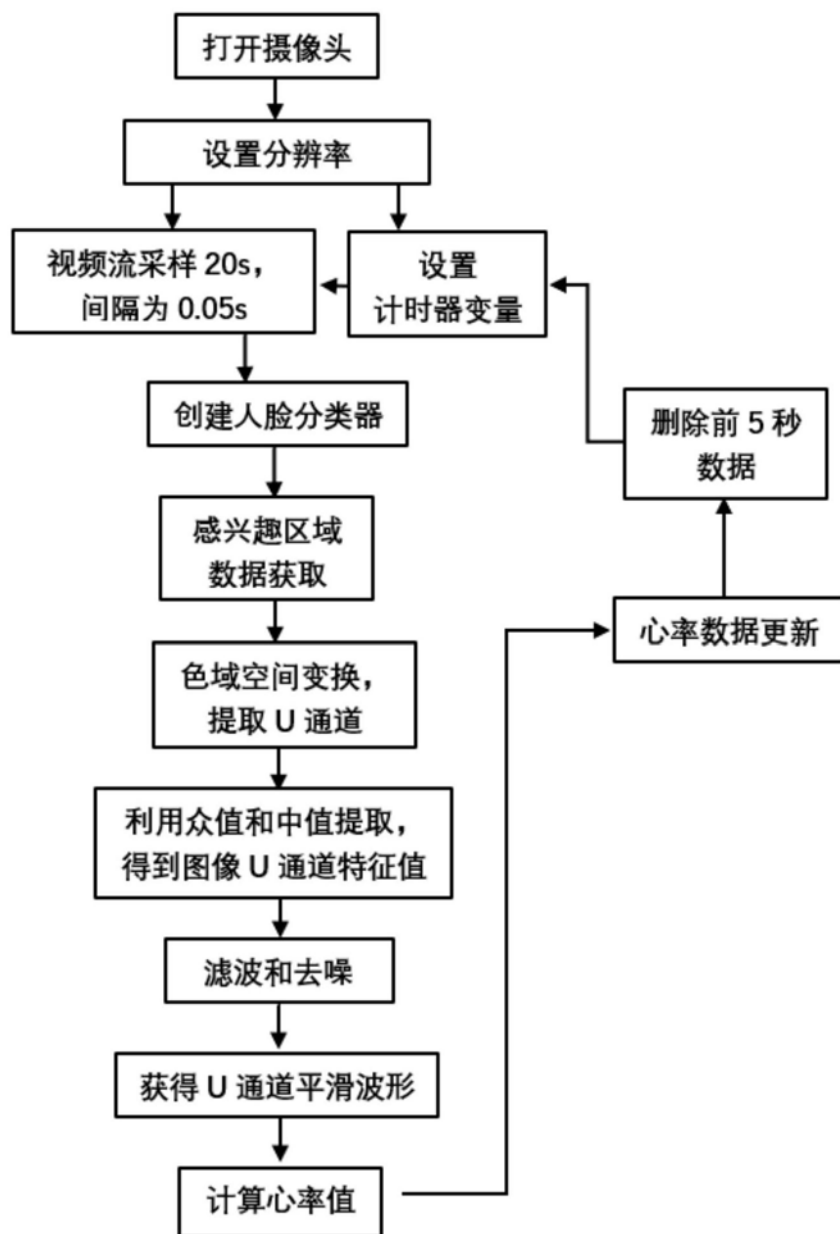 打开摄像头
设置分辨率
视频流采样 20s，
间隔为 0.05s
设置
计时器变量
创建人脸分类器
删除前 5 秒
数据
感兴趣区域
数据获取
心率数据更新
色域空间变换，
提取 U 通道
利用众值和中值提取，
得到图像 U 通道特征值
滤波和去噪
获得 U 通道平滑波形
计算心率值